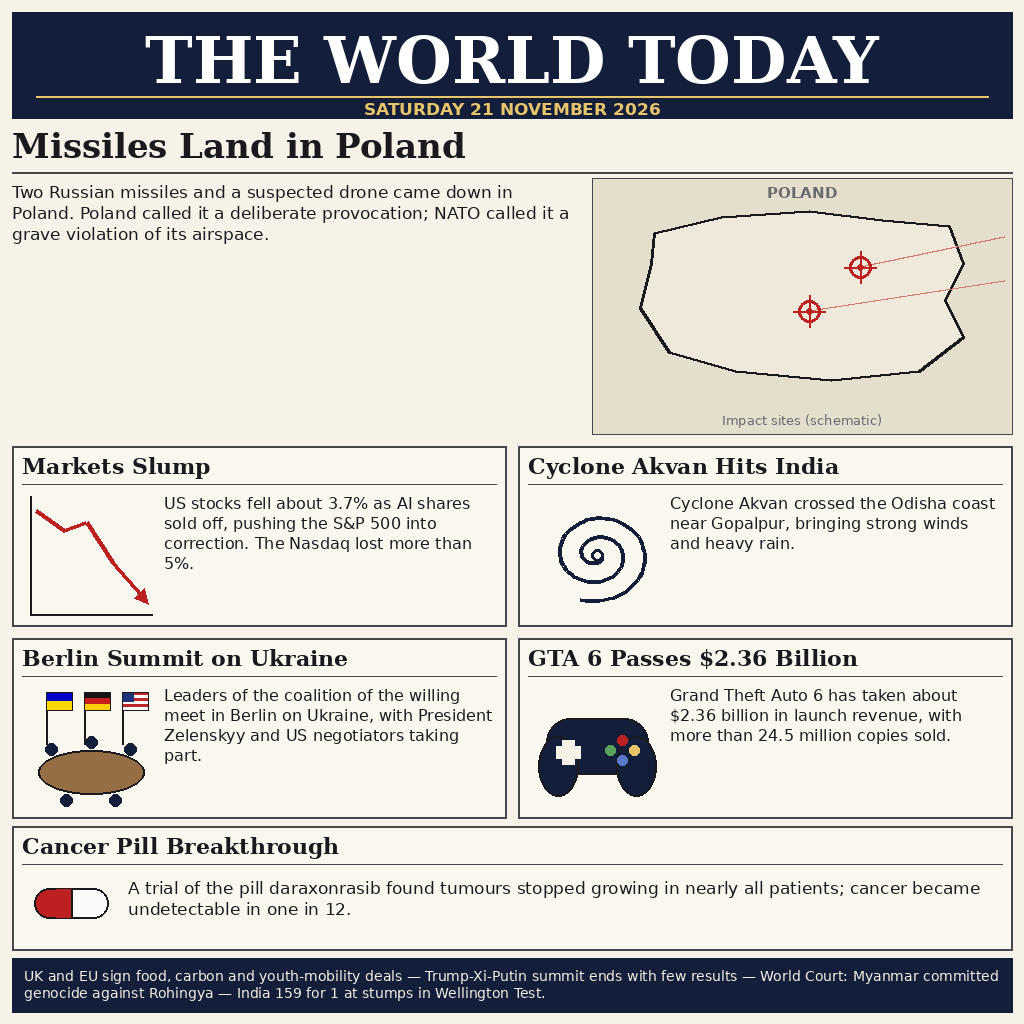 THE WORLD TODAY
SATURDAY 21 NOVEMBER 2026
Missiles Land in Poland
Two Russian missiles and a suspected drone came down in
Poland. Poland called it a deliberate provocation; NATO called it a
grave violation of its airspace.
POLAND
Impact sites (schematic)
Markets Slump
US stocks fell about 3.7% as AI shares
sold off, pushing the S&P 500 into
correction. The Nasdaq lost more than
5%.
Cyclone Akvan Hits India
Cyclone Akvan crossed the Odisha coast
near Gopalpur, bringing strong winds
and heavy rain.
Berlin Summit on Ukraine
Leaders of the coalition of the willing
meet in Berlin on Ukraine, with President
Zelenskyy and US negotiators taking
part.
GTA 6 Passes $2.36 Billion
Grand Theft Auto 6 has taken about
$2.36 billion in launch revenue, with
more than 24.5 million copies sold.
Cancer Pill Breakthrough
A trial of the pill daraxonrasib found tumours stopped growing in nearly all patients; cancer became
undetectable in one in 12.
UK and EU sign food, carbon and youth-mobility deals — Trump-Xi-Putin summit ends with few results — World Court: Myanmar committed
genocide against Rohingya — India 159 for 1 at stumps in Wellington Test.